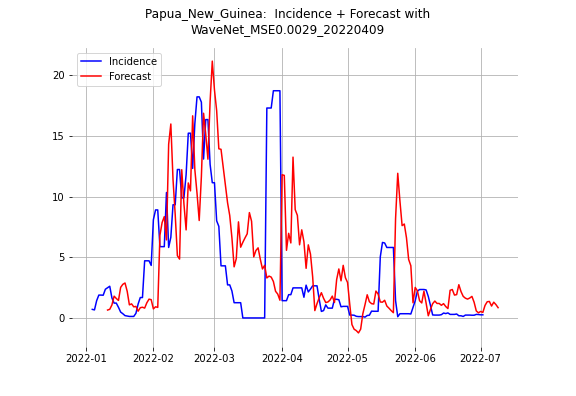 Papua_New_Guinea:  Incidence + Forecast with
WaveNet_MSE0.0029_20220409
Incidence
Forecast
20
15
10
5
0
2022-01 2022-02 2022-03 2022-04 2022-05 2022-06 2022-07